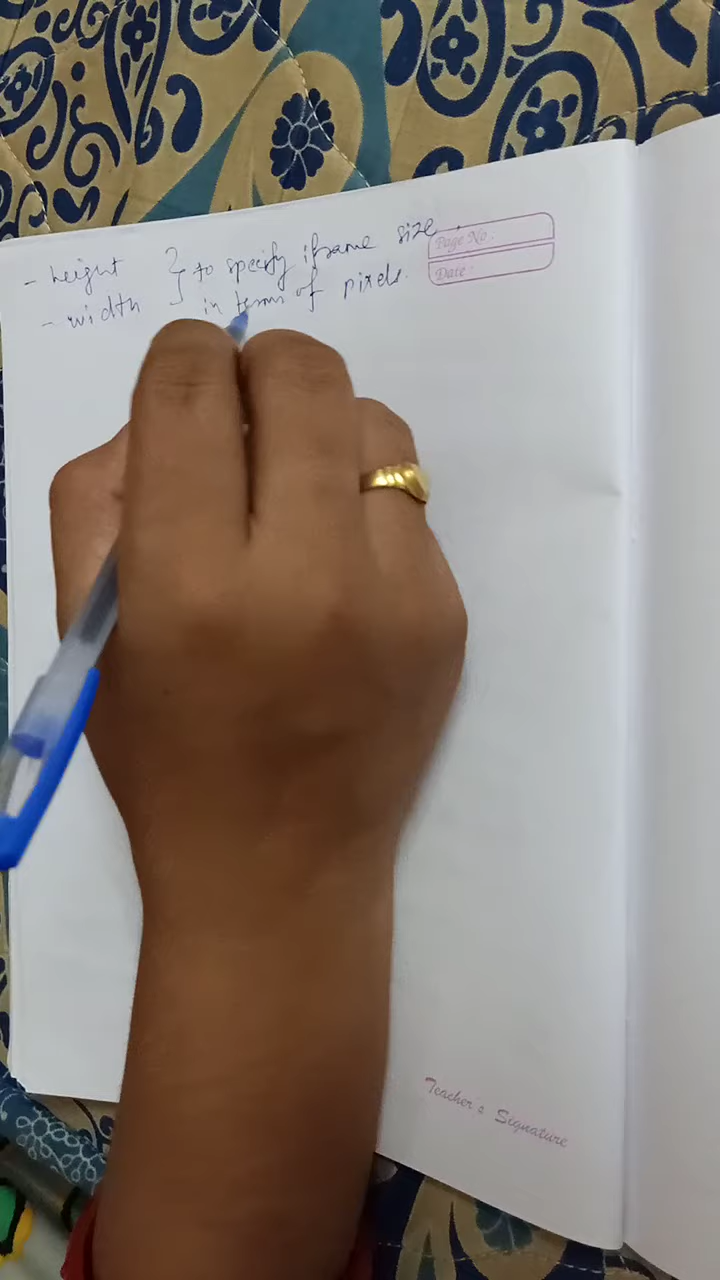 - height } to specify iframe size.
- width } in terms of pixels.
Page No :
Date :
Teacher's Signature